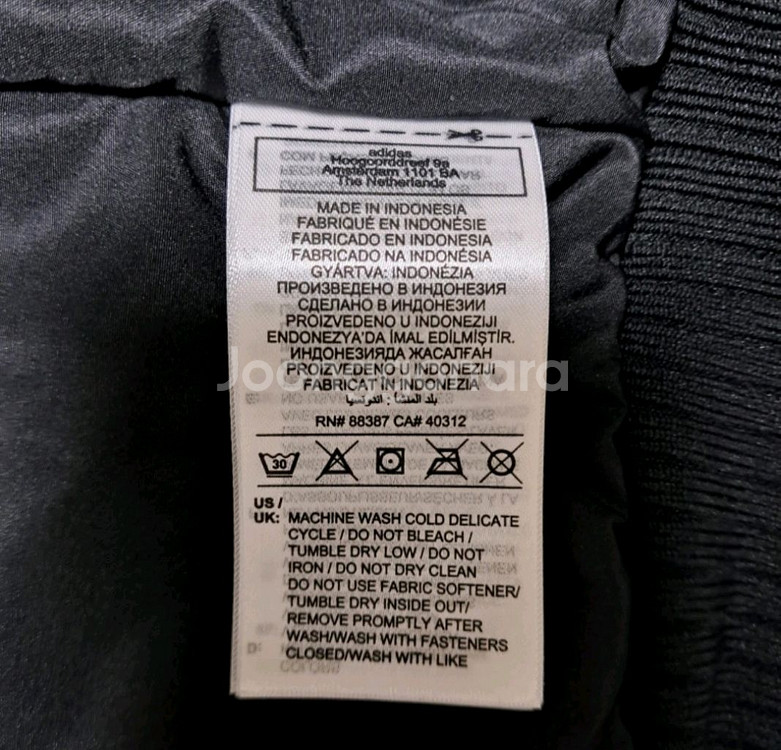 adidas
Hoogoorddreef 9a
Amsterdam 1101 BA
The Netherlands
MADE IN INDONESIA
FABRIQUÉ EN INDONÉSIE
FABRICADO EN INDONESIA
FABRICADO NA INDONÉSIA
GYÁRTVA: INDONÉZIA
ПРОИЗВЕДЕНО В ИНДОНЕЗИЯ
СДЕЛАНО В ИНДОНЕЗИИ
PROIZVEDENO U INDONEZIJI
ENDONEZYA'DA İMAL EDİLMİŞTİR.
ИНДОНЕЗИЯДА ЖАСАЛҒАН
PROIZVEDENO U INDONEZIJI
FABRICAT ÎN INDONEZIA
بلد المنشأ : اندونيسيا
RN# 88387 CA# 40312
30
US /
UK: MACHINE WASH COLD DELICATE
CYCLE / DO NOT BLEACH /
TUMBLE DRY LOW / DO NOT
IRON / DO NOT DRY CLEAN
DO NOT USE FABRIC SOFTENER/
TUMBLE DRY INSIDE OUT/
REMOVE PROMPTLY AFTER
WASH/WASH WITH FASTENERS
CLOSED/WASH WITH LIKE